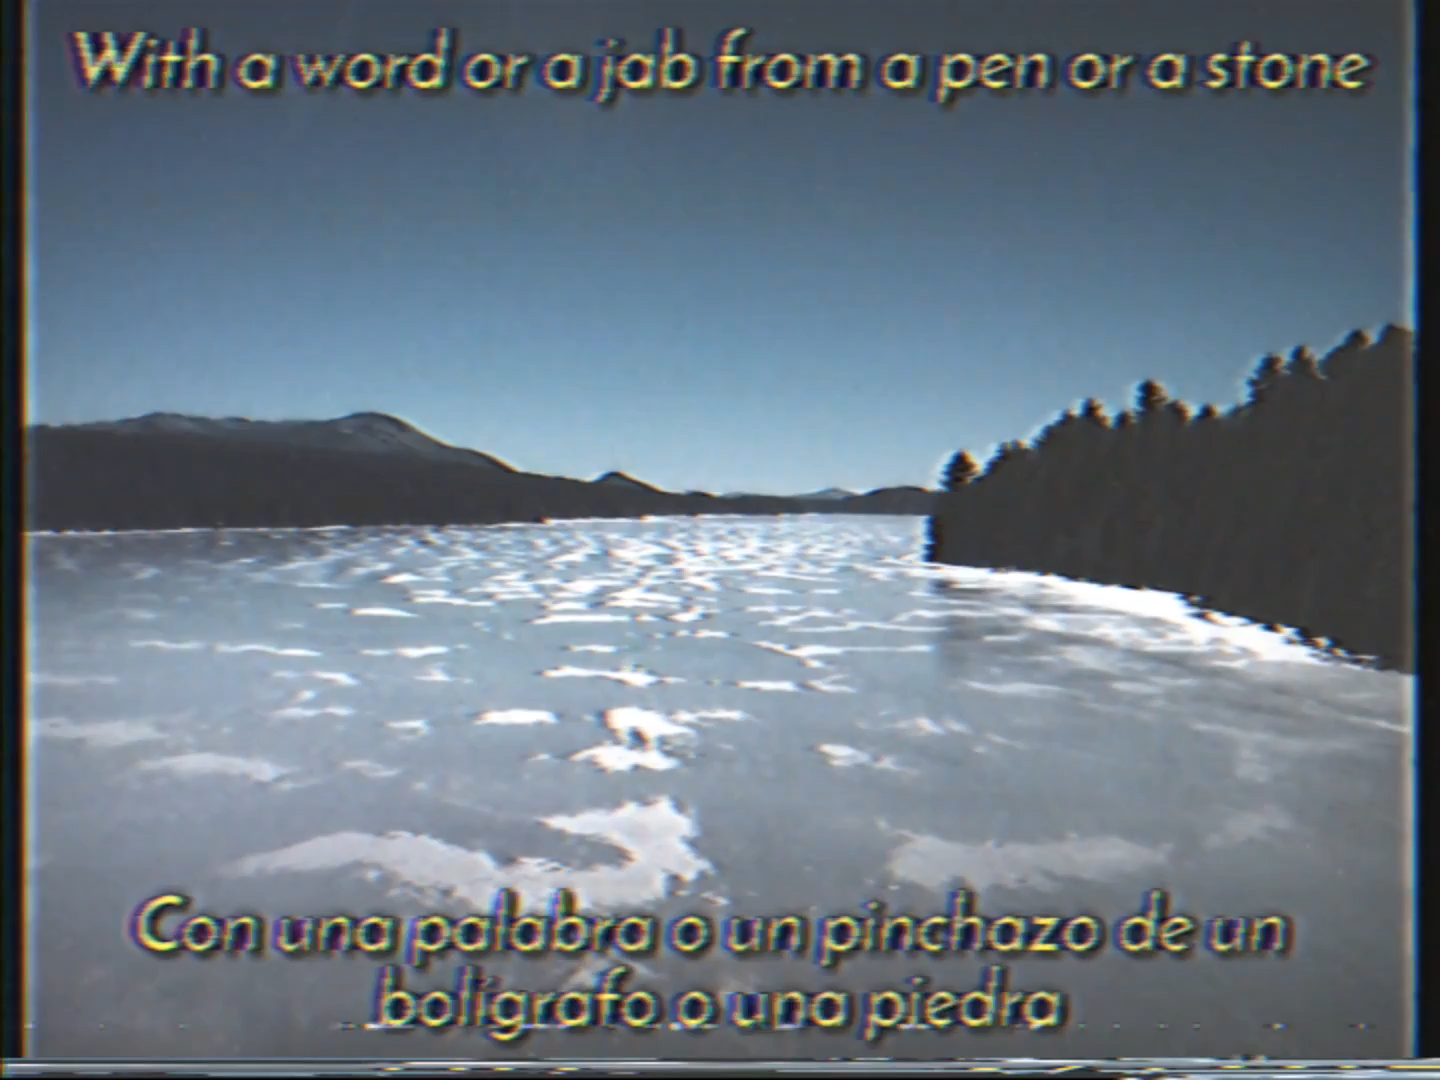 With a word or a jab from a pen or a stone
Con una palabra o un pinchazo de un
bolígrafo o una piedra